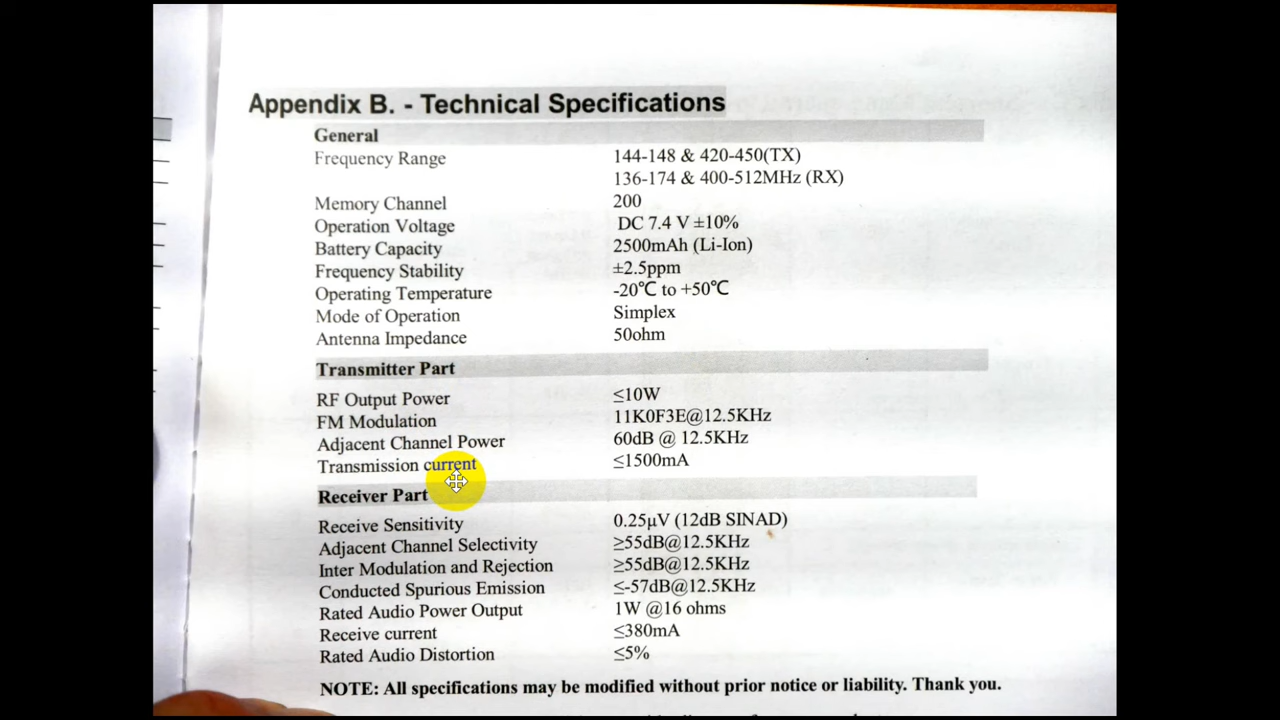 Appendix B. - Technical Specifications
General
Frequency Range 144-148 & 420-450(TX)
136-174 & 400-512MHz (RX)
Memory Channel 200
Operation Voltage DC 7.4 V ±10%
Battery Capacity 2500mAh (Li-Ion)
Frequency Stability ±2.5ppm
Operating Temperature -20℃ to +50℃
Mode of Operation Simplex
Antenna Impedance 50ohm
Transmitter Part
RF Output Power ≤10W
FM Modulation 11K0F3E@12.5KHz
Adjacent Channel Power 60dB @ 12.5KHz
Transmission current ≤1500mA
Receiver Part
Receive Sensitivity 0.25μV (12dB SINAD)
Adjacent Channel Selectivity ≥55dB@12.5KHz
Inter Modulation and Rejection ≥55dB@12.5KHz
Conducted Spurious Emission ≤-57dB@12.5KHz
Rated Audio Power Output 1W @16 ohms
Receive current ≤380mA
Rated Audio Distortion ≤5%
NOTE: All specifications may be modified without prior notice or liability. Thank you.